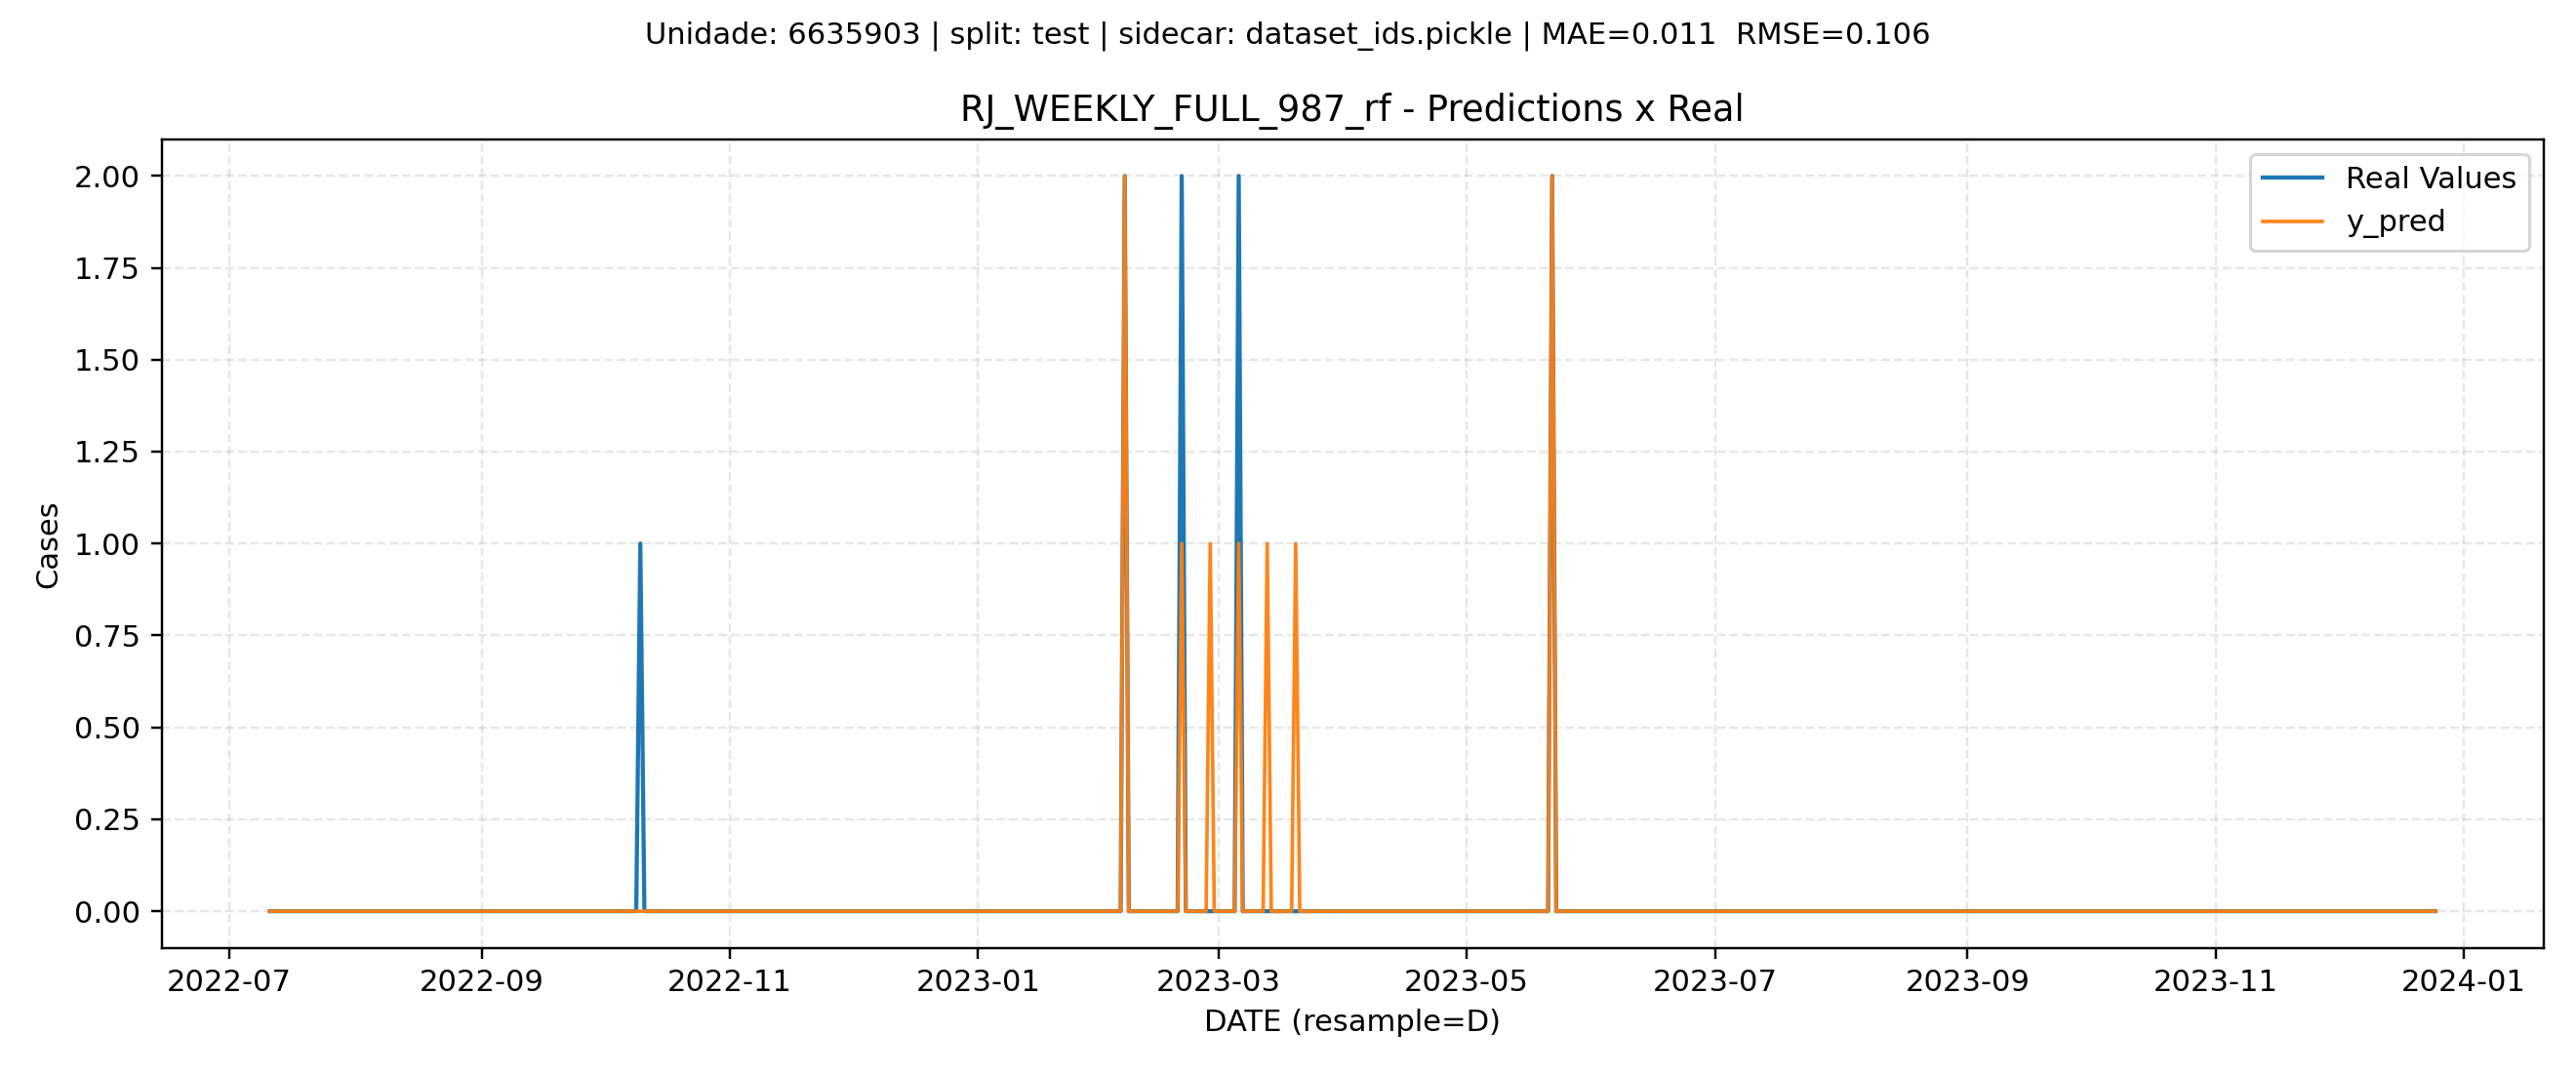 Unidade: 6635903 | split: test | sidecar: dataset_ids.pickle | MAE=0.011  RMSE=0.106
RJ_WEEKLY_FULL_987_rf - Predictions x Real
Real Values
y_pred
2.00
1.75
1.50
1.25
1.00
0.75
0.50
0.25
0.00
Cases
2022-07 2022-09 2022-11 2023-01 2023-03 2023-05 2023-07 2023-09 2023-11 2024-01
DATE (resample=D)